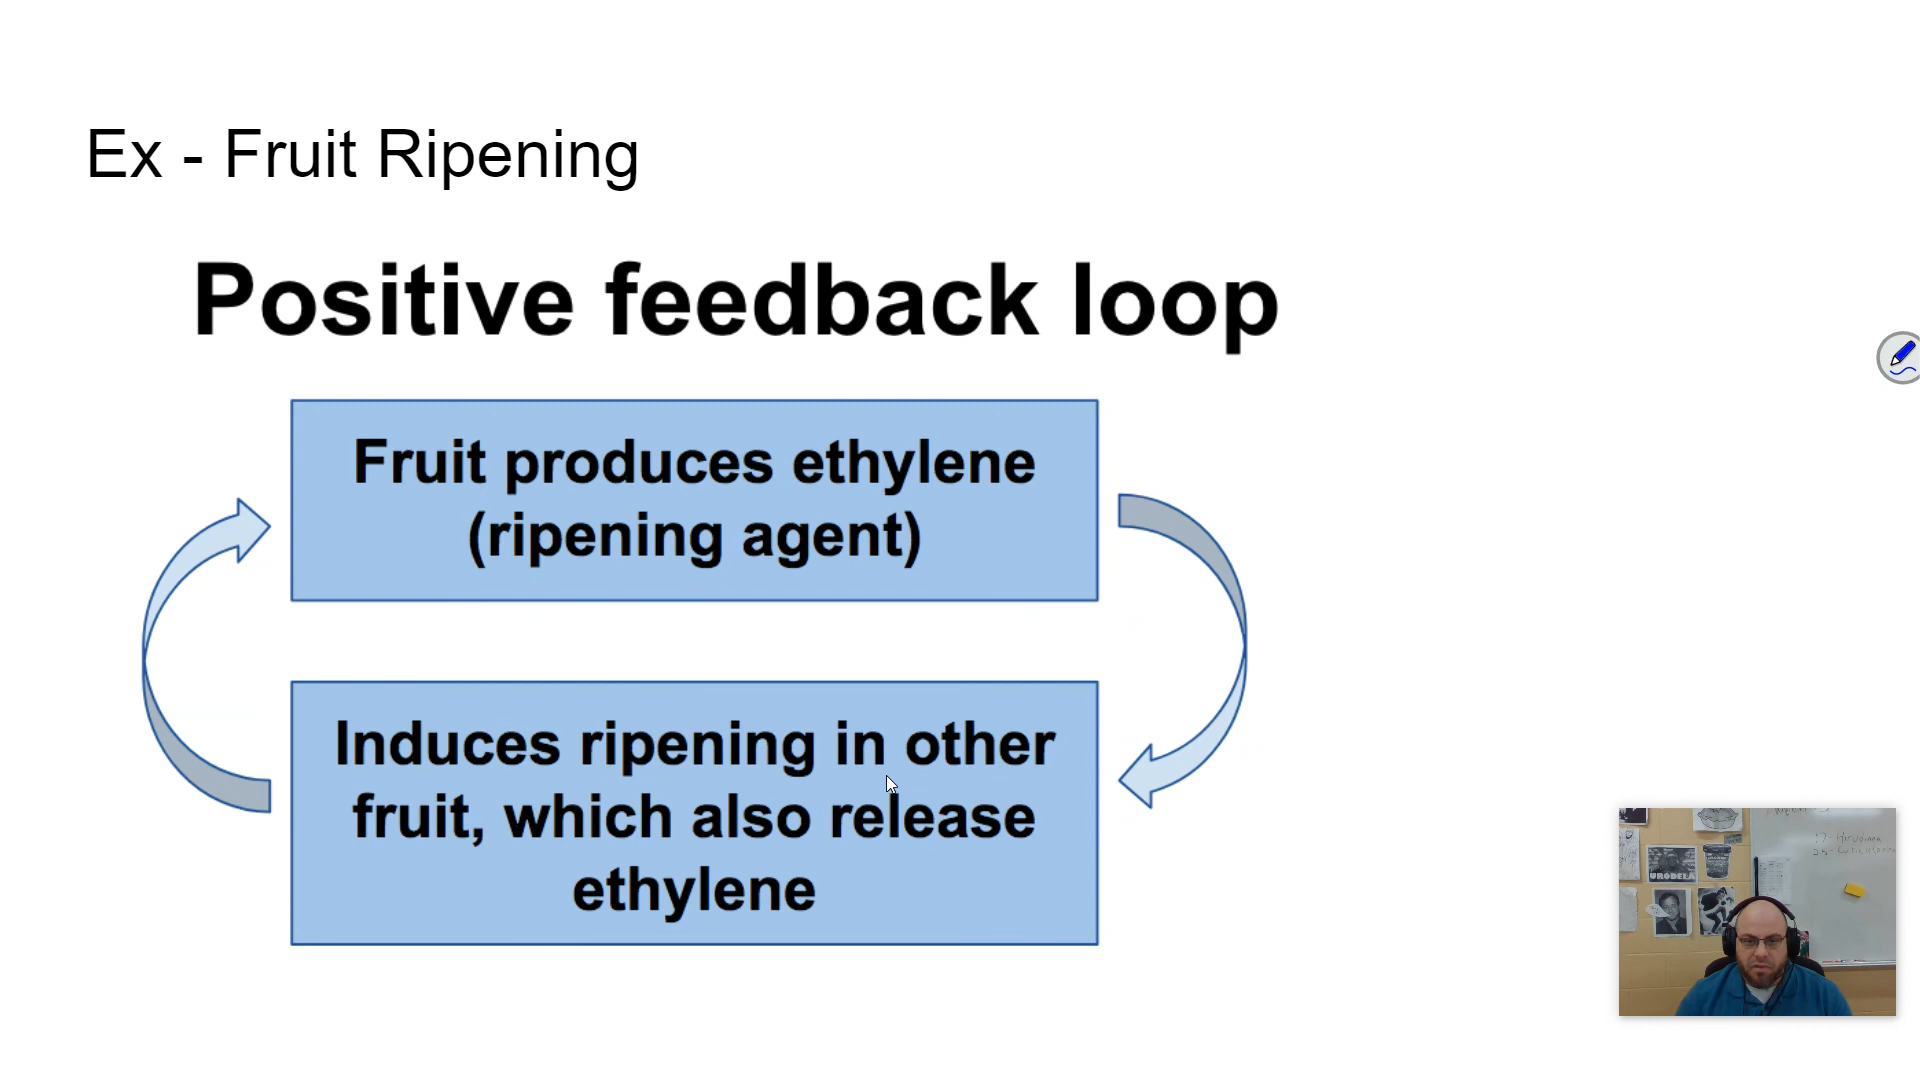 Ex - Fruit Ripening
Positive feedback loop
Fruit produces ethylene
(ripening agent)
Induces ripening in other
fruit, which also release
ethylene
URODELA